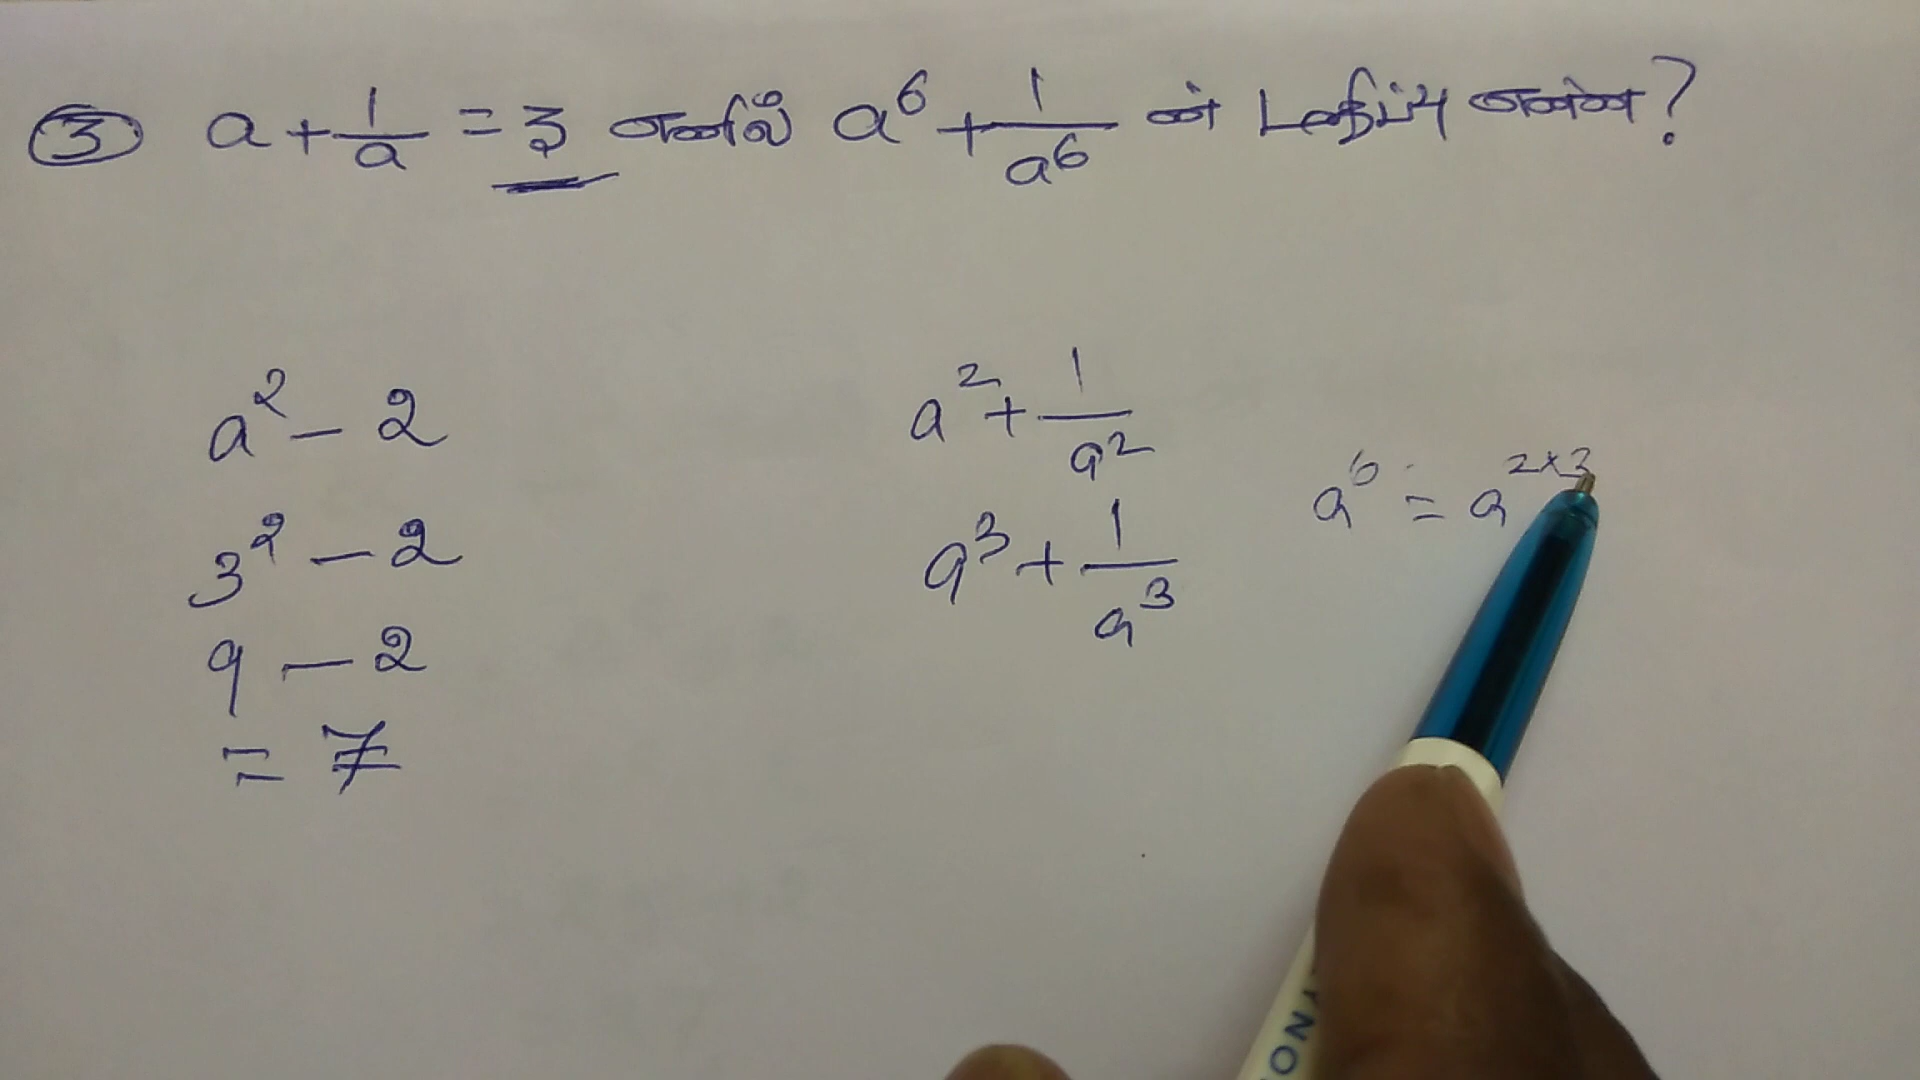 ③ a + 1/a = 3 எனில் a⁶ + 1/a⁶ ன் மதிப்பு என்ன?
a² - 2
3² - 2
9 - 2
= 7
a² + 1/a²
a³ + 1/a³
a⁶ = a²ˣ³